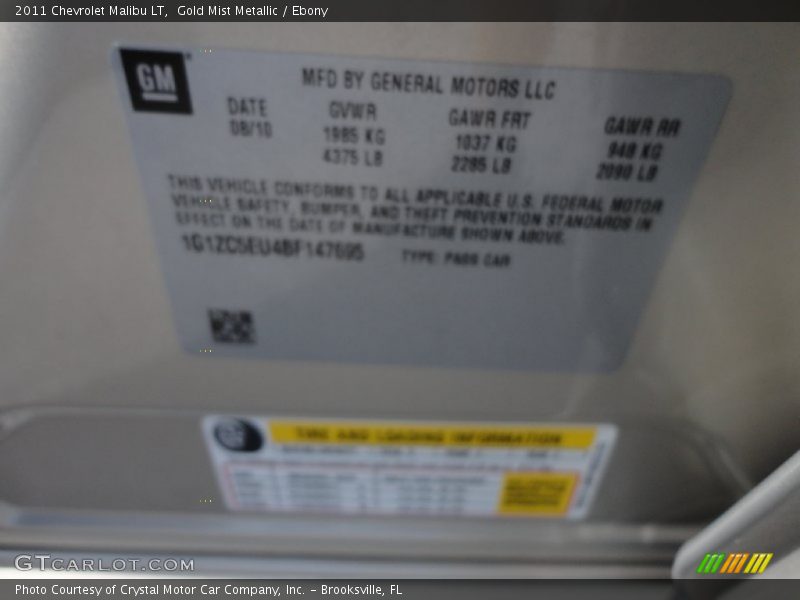 2011 Chevrolet Malibu LT,  Gold Mist Metallic / Ebony
GM
MFD BY GENERAL MOTORS LLC
DATE GVWR GAWR FRT GAWR RR
08/10 1985 KG 1037 KG 948 KG
4375 LB 2285 LB 2090 LB
THIS VEHICLE CONFORMS TO ALL APPLICABLE U.S. FEDERAL MOTOR
VEHICLE SAFETY, BUMPER, AND THEFT PREVENTION STANDARDS IN
EFFECT ON THE DATE OF MANUFACTURE SHOWN ABOVE.
1G1ZC5EU4BF147695 TYPE: PASS CAR
TIRE AND LOADING INFORMATION
GTCARLOT.COM
Photo Courtesy of Crystal Motor Car Company, Inc. – Brooksville, FL